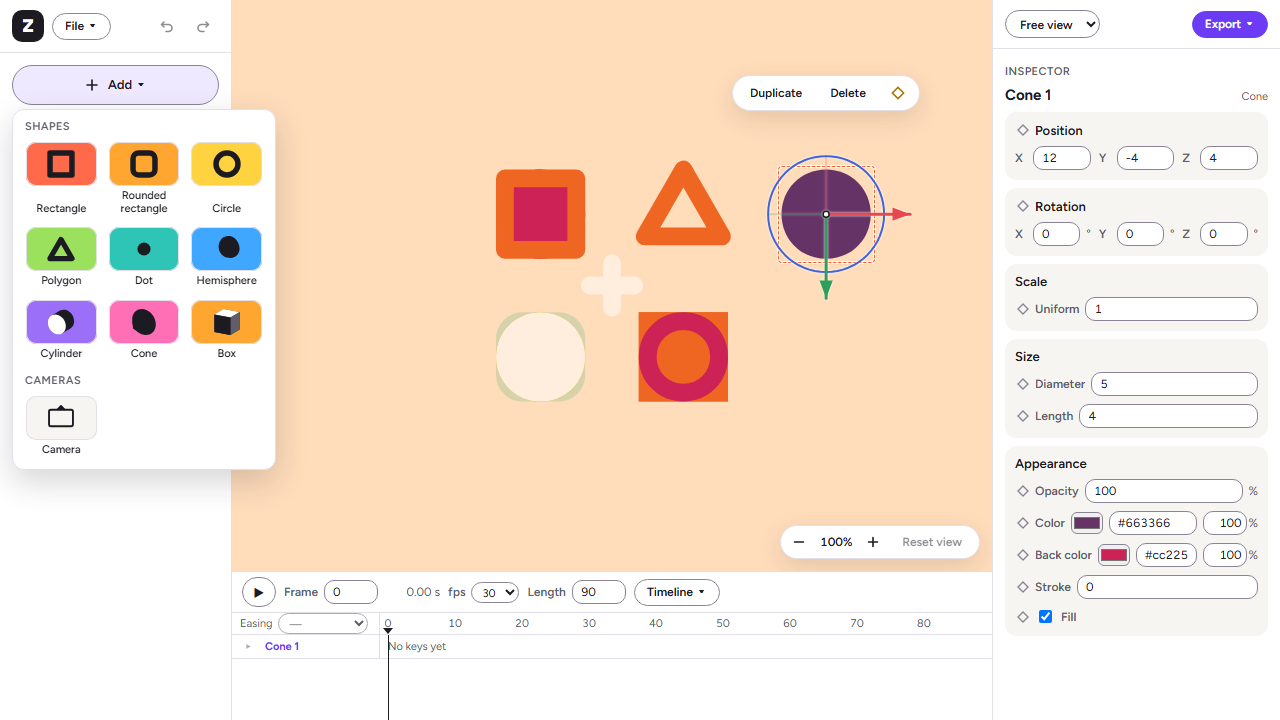 Z File
Add
SHAPES
Rectangle
Rounded
rectangle
Circle
Polygon
Dot
Hemisphere
Cylinder
Cone
Box
CAMERAS
Camera
Duplicate Delete
100% Reset view
Frame 0 0.00 s fps 30 Length 90 Timeline
Easing — 0 10 20 30 40 50 60 70 80
Cone 1 No keys yet
Free view Export
INSPECTOR
Cone 1 Cone
Position
X 12 Y -4 Z 4
Rotation
X 0 ° Y 0 ° Z 0 °
Scale
Uniform 1
Size
Diameter 5
Length 4
Appearance
Opacity 100 %
Color #663366 100 %
Back color #cc225 100 %
Stroke 0
Fill